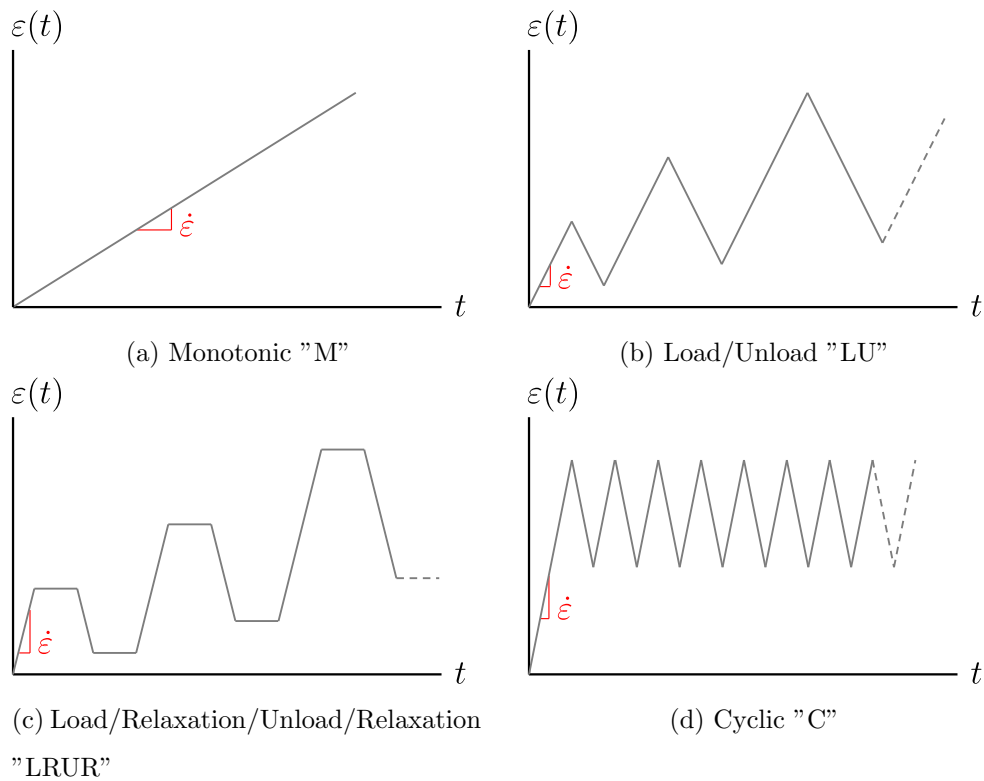 ε(t)
ε̇
t
(a) Monotonic ”M”
ε(t)
ε̇
t
(b) Load/Unload ”LU”
ε(t)
ε̇
t
(c) Load/Relaxation/Unload/Relaxation
”LRUR”
ε(t)
ε̇
t
(d) Cyclic ”C”